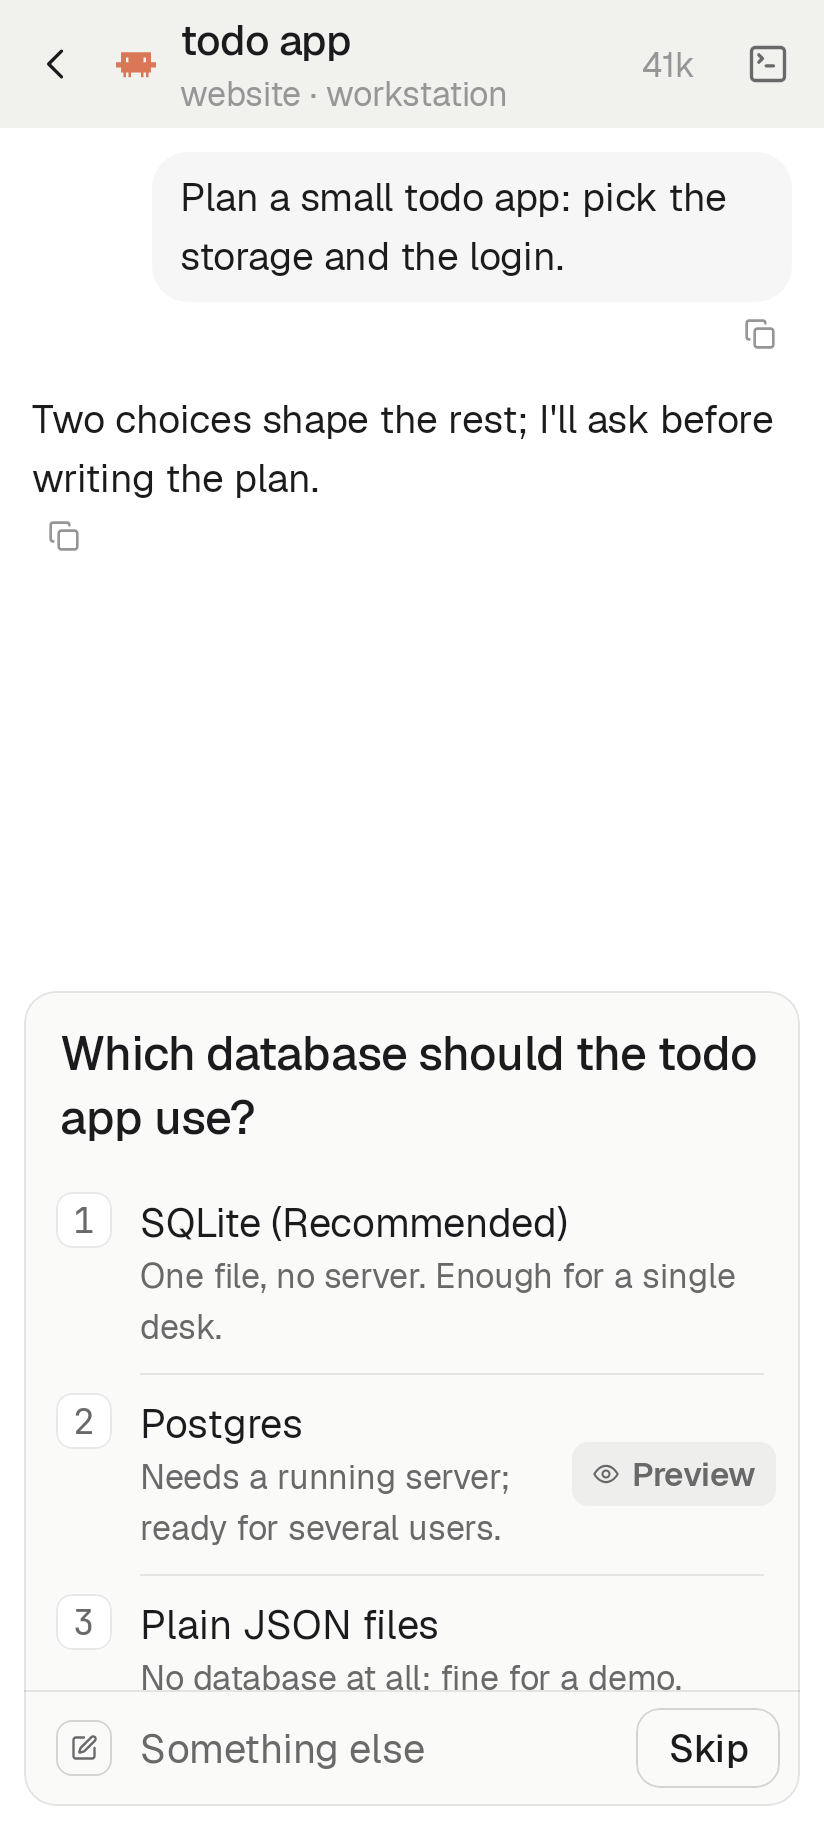 todo app
website · workstation
41k
Plan a small todo app: pick the
storage and the login.
Two choices shape the rest; I'll ask before
writing the plan.
Which database should the todo
app use?
1
SQLite (Recommended)
One file, no server. Enough for a single
desk.
2
Postgres
Needs a running server;
ready for several users.
Preview
3
Plain JSON files
No database at all; fine for a demo.
Something else
Skip